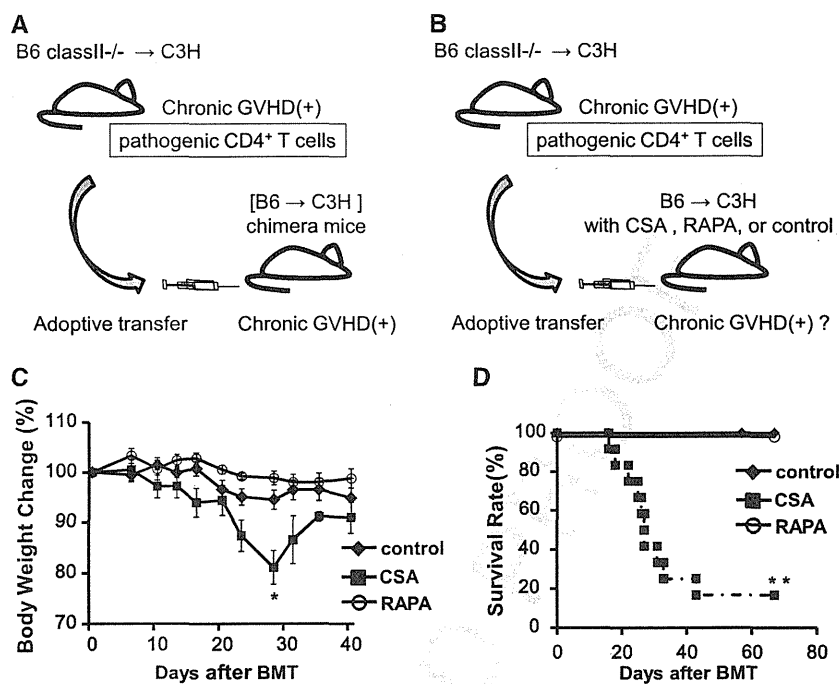 A
B6 classII-/- → C3H
Chronic GVHD(+)
pathogenic CD4+ T cells
[B6 → C3H ]
chimera mice
Adoptive transfer
Chronic GVHD(+)
B
B6 classII-/- → C3H
Chronic GVHD(+)
pathogenic CD4+ T cells
B6 → C3H
with CSA , RAPA, or control
Adoptive transfer
Chronic GVHD(+) ?
C
Body Weight Change (%)
110
100
90
80
70
0 10 20 30 40
Days after BMT
control
CSA
RAPA
*
D
Survival Rate(%)
100
80
60
40
20
0
0 20 40 60 80
Days after BMT
control
CSA
RAPA
* *